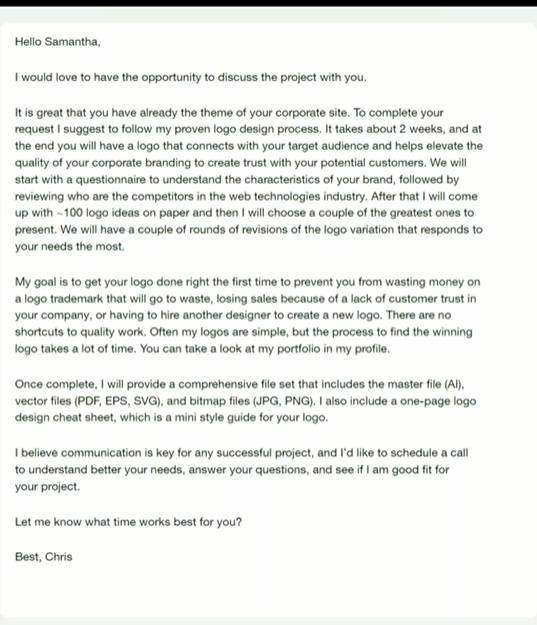 Hello Samantha,
I would love to have the opportunity to discuss the project with you.
It is great that you have already the theme of your corporate site. To complete your
request I suggest to follow my proven logo design process. It takes about 2 weeks, and at
the end you will have a logo that connects with your target audience and helps elevate the
quality of your corporate branding to create trust with your potential customers. We will
start with a questionnaire to understand the characteristics of your brand, followed by
reviewing who are the competitors in the web technologies industry. After that I will come
up with ~100 logo ideas on paper and then I will choose a couple of the greatest ones to
present. We will have a couple of rounds of revisions of the logo variation that responds to
your needs the most.
My goal is to get your logo done right the first time to prevent you from wasting money on
a logo trademark that will go to waste, losing sales because of a lack of customer trust in
your company, or having to hire another designer to create a new logo. There are no
shortcuts to quality work. Often my logos are simple, but the process to find the winning
logo takes a lot of time. You can take a look at my portfolio in my profile.
Once complete, I will provide a comprehensive file set that includes the master file (AI),
vector files (PDF, EPS, SVG), and bitmap files (JPG, PNG). I also include a one-page logo
design cheat sheet, which is a mini style guide for your logo.
I believe communication is key for any successful project, and I'd like to schedule a call
to understand better your needs, answer your questions, and see if I am good fit for
your project.
Let me know what time works best for you?
Best, Chris